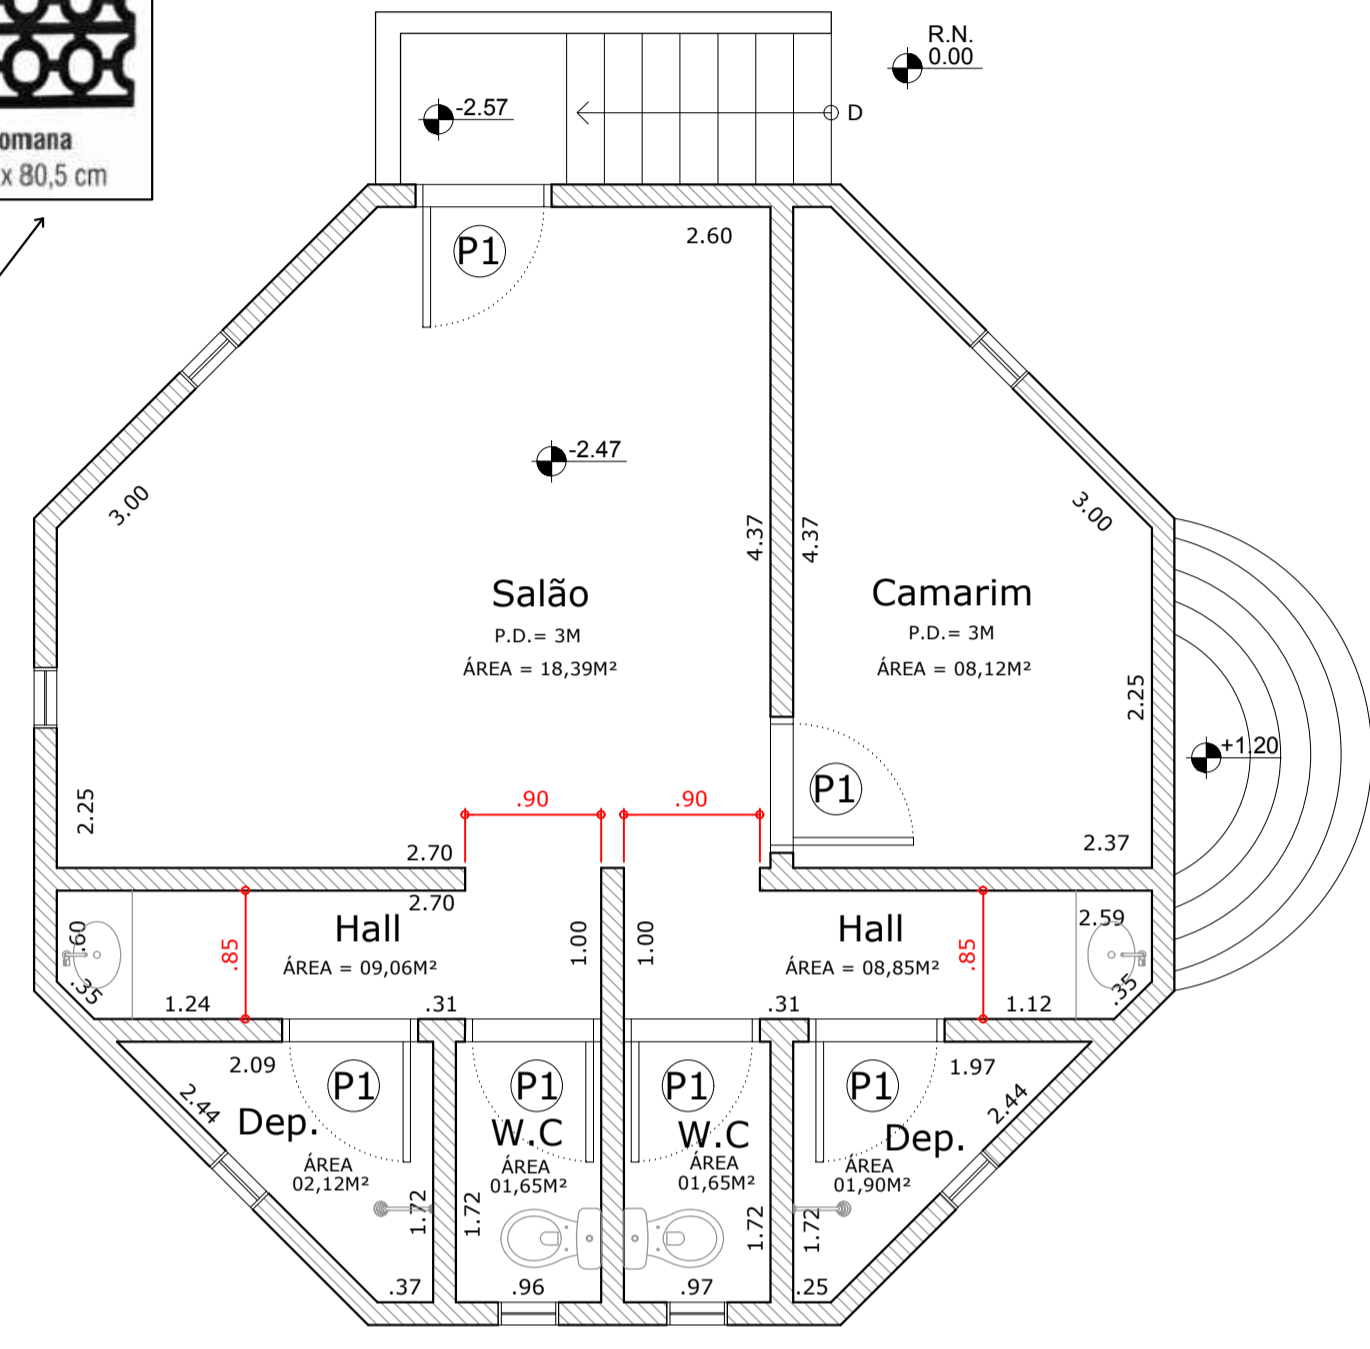 omana
x 80,5 cm
R.N.
0.00
-2.57
D
P1
2.60
-2.47
3.00
3.00
4.37
4.37
Salão
P.D.= 3M
ÁREA = 18,39M²
Camarim
P.D.= 3M
ÁREA = 08,12M²
2.25
+1.20
P1
2.25
.90
.90
2.70
2.37
2.70
Hall
ÁREA = 09,06M²
Hall
ÁREA = 08,85M²
2.59
.60
.85
1.00
1.00
.85
.35
.35
1.24
.31
.31
1.12
2.09
P1
P1
P1
P1
1.97
2.44
2.44
Dep.
ÁREA
02,12M²
W.C
ÁREA
01,65M²
W.C
ÁREA
01,65M²
Dep.
ÁREA
01,90M²
1.72
1.72
1.72
1.72
.37
.96
.97
.25